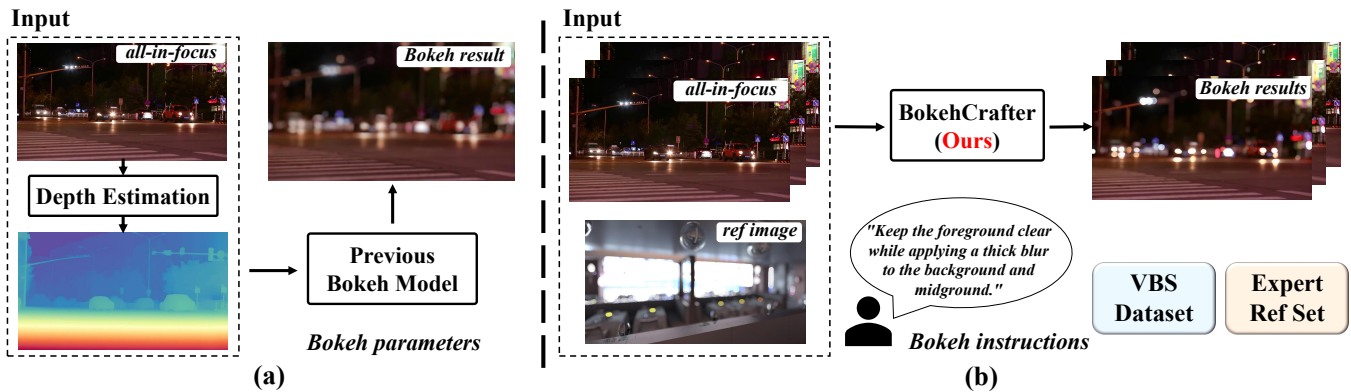 Input
all-in-focus
Depth Estimation
Bokeh result
Previous
Bokeh Model
Bokeh parameters
(a)
Input
all-in-focus
ref image
BokehCrafter
(Ours)
"Keep the foreground clear
while applying a thick blur
to the background and
midground."
Bokeh instructions
Bokeh results
VBS
Dataset
Expert
Ref Set
(b)